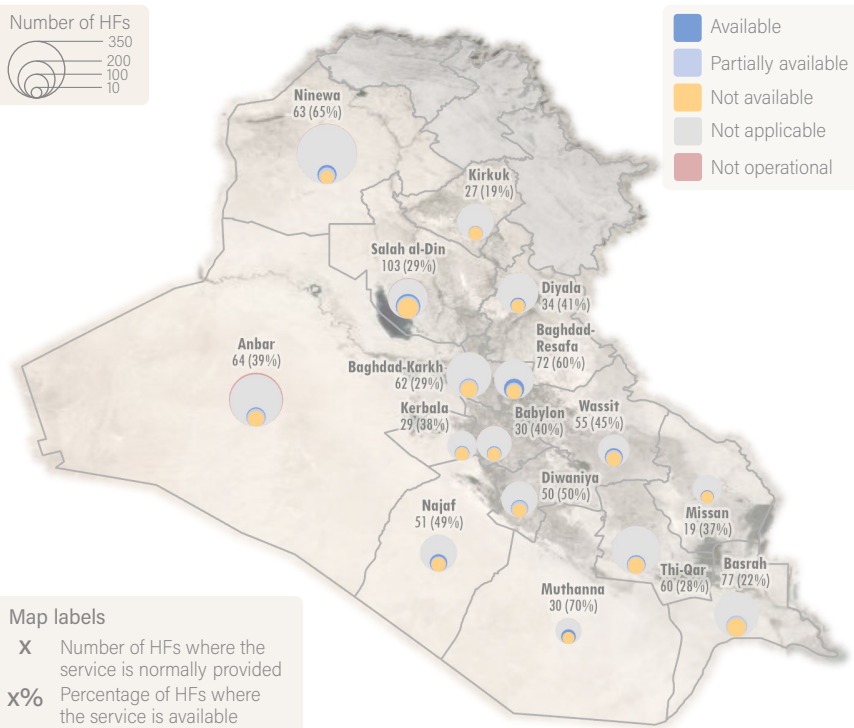 Number of HFs
350
200
100
10
Available
Partially available
Not available
Not applicable
Not operational
Ninewa
63 (65%)
Kirkuk
27 (19%)
Salah al-Din
103 (29%)
Diyala
34 (41%)
Baghdad-
Resafa
72 (60%)
Anbar
64 (39%)
Baghdad-Karkh
62 (29%)
Kerbala
29 (38%)
Babylon
30 (40%)
Wassit
55 (45%)
Diwaniya
50 (50%)
Najaf
51 (49%)
Missan
19 (37%)
Thi-Qar
60 (28%)
Basrah
77 (22%)
Muthanna
30 (70%)
Map labels
X Number of HFs where the
service is normally provided
x% Percentage of HFs where
the service is available